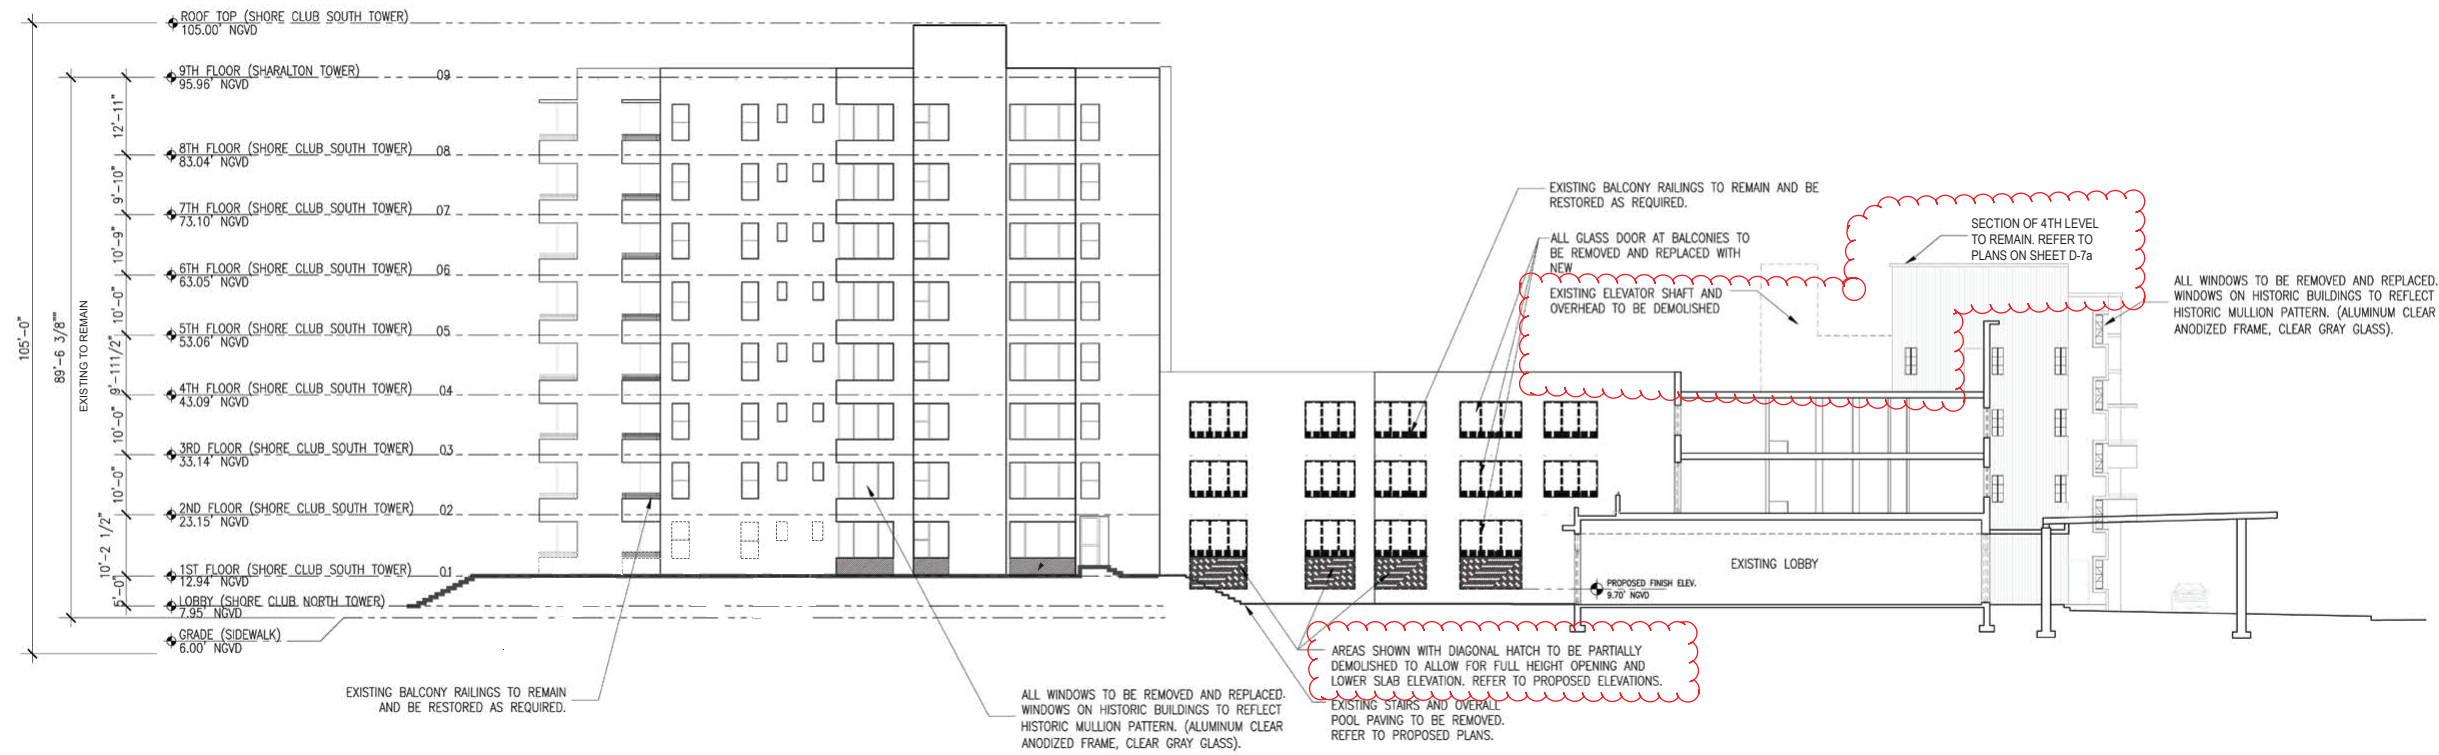 ROOF TOP (SHORE CLUB SOUTH TOWER)
105.00' NGVD
9TH FLOOR (SHARALTON TOWER) 09
95.96' NGVD
8TH FLOOR (SHORE CLUB SOUTH TOWER) 08
83.04' NGVD
7TH FLOOR (SHORE CLUB SOUTH TOWER) 07
73.10' NGVD
6TH FLOOR (SHORE CLUB SOUTH TOWER) 06
63.05' NGVD
5TH FLOOR (SHORE CLUB SOUTH TOWER) 05
53.06' NGVD
4TH FLOOR (SHORE CLUB SOUTH TOWER) 04
43.09' NGVD
3RD FLOOR (SHORE CLUB SOUTH TOWER) 03
33.14' NGVD
2ND FLOOR (SHORE CLUB SOUTH TOWER) 02
23.15' NGVD
1ST FLOOR (SHORE CLUB SOUTH TOWER) 01
12.94' NGVD
LOBBY (SHORE CLUB NORTH TOWER)
7.95' NGVD
GRADE (SIDEWALK)
6.00' NGVD
105'-0"
89'-6 3/8""
EXISTING TO REMAIN
12'-11"
9'-10"
10'-9"
10'-0"
9'-111/2"
10'-0"
10'-0"
10'-2 1/2"
5'-0"
EXISTING BALCONY RAILINGS TO REMAIN
AND BE RESTORED AS REQUIRED.
ALL WINDOWS TO BE REMOVED AND REPLACED.
WINDOWS ON HISTORIC BUILDINGS TO REFLECT
HISTORIC MULLION PATTERN. (ALUMINUM CLEAR
ANODIZED FRAME, CLEAR GRAY GLASS).
EXISTING BALCONY RAILINGS TO REMAIN AND BE
RESTORED AS REQUIRED.
ALL GLASS DOOR AT BALCONIES TO
BE REMOVED AND REPLACED WITH
NEW
EXISTING ELEVATOR SHAFT AND
OVERHEAD TO BE DEMOLISHED
SECTION OF 4TH LEVEL
TO REMAIN. REFER TO
PLANS ON SHEET D-7a
ALL WINDOWS TO BE REMOVED AND REPLACED.
WINDOWS ON HISTORIC BUILDINGS TO REFLECT
HISTORIC MULLION PATTERN. (ALUMINUM CLEAR
ANODIZED FRAME, CLEAR GRAY GLASS).
EXISTING LOBBY
PROPOSED FINISH ELEV.
9.70' NGVD
AREAS SHOWN WITH DIAGONAL HATCH TO BE PARTIALLY
DEMOLISHED TO ALLOW FOR FULL HEIGHT OPENING AND
LOWER SLAB ELEVATION. REFER TO PROPOSED ELEVATIONS.
EXISTING STAIRS AND OVERALL
POOL PAVING TO BE REMOVED.
REFER TO PROPOSED PLANS.